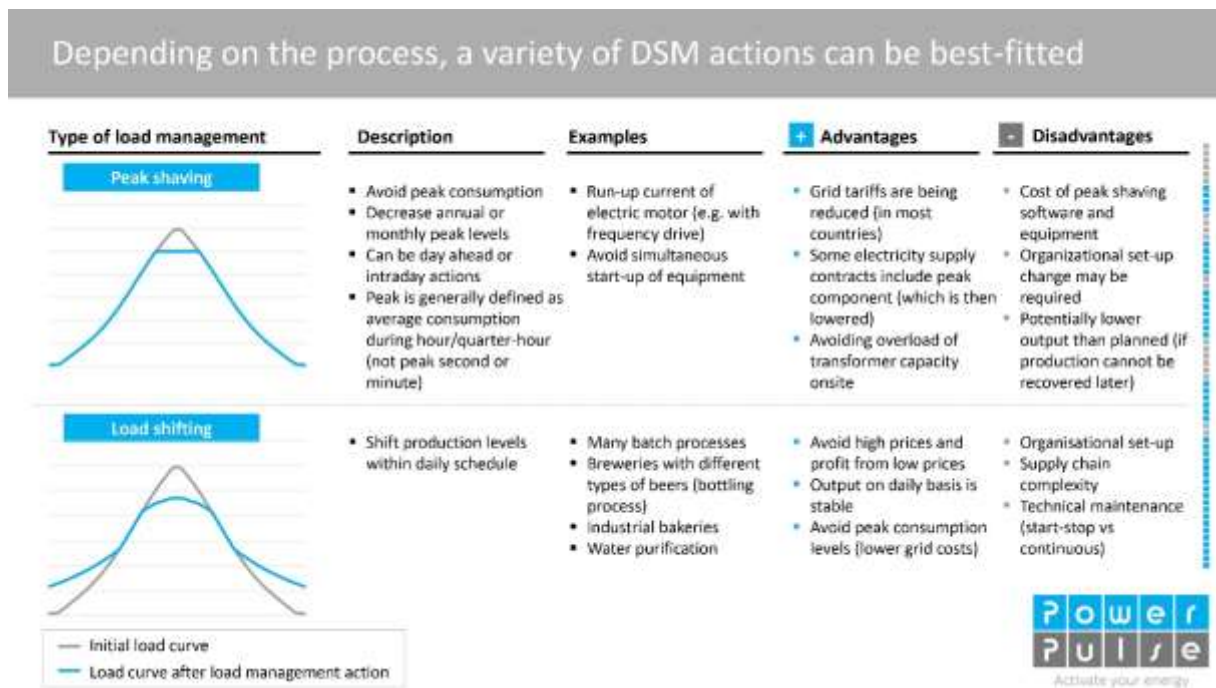 Depending on the process, a variety of DSM actions can be best-fitted
Type of load management
Description
Examples
+ Advantages
- Disadvantages
Peak shaving
▪ Avoid peak consumption
▪ Decrease annual or
monthly peak levels
▪ Can be day ahead or
intraday actions
▪ Peak is generally defined as
average consumption
during hour/quarter-hour
(not peak second or
minute)
▪ Run-up current of
electric motor (e.g. with
frequency drive)
▪ Avoid simultaneous
start-up of equipment
▪ Grid tariffs are being
reduced (in most
countries)
▪ Some electricity supply
contracts include peak
component (which is then
lowered)
▪ Avoiding overload of
transformer capacity
onsite
▪ Cost of peak shaving
software and
equipment
▪ Organizational set-up
change may be
required
▪ Potentially lower
output than planned (if
production cannot be
recovered later)
Load shifting
▪ Shift production levels
within daily schedule
▪ Many batch processes
▪ Breweries with different
types of beers (bottling
process)
▪ Industrial bakeries
▪ Water purification
▪ Avoid high prices and
profit from low prices
▪ Output on daily basis is
stable
▪ Avoid peak consumption
levels (lower grid costs)
▪ Organisational set-up
▪ Supply chain
complexity
▪ Technical maintenance
(start-stop vs
continuous)
Initial load curve
Load curve after load management action
Power
Pulse
Activate your energy